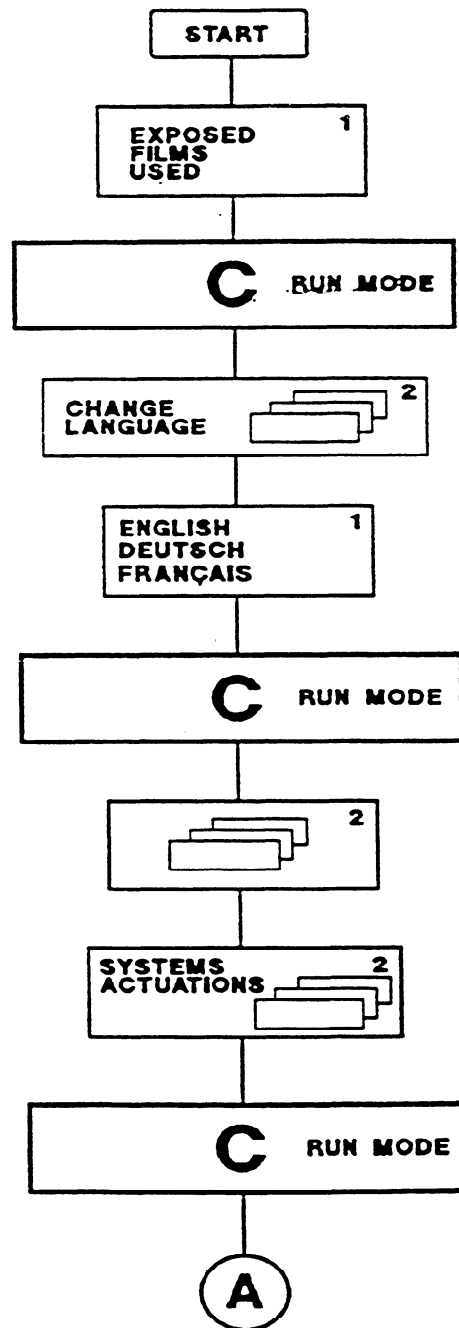 START
1
EXPOSED
FILMS
USED
C RUN MODE
2
CHANGE
LANGUAGE
1
ENGLISH
DEUTSCH
FRANÇAIS
C RUN MODE
2
SYSTEMS 2
ACTUATIONS
C RUN MODE
A